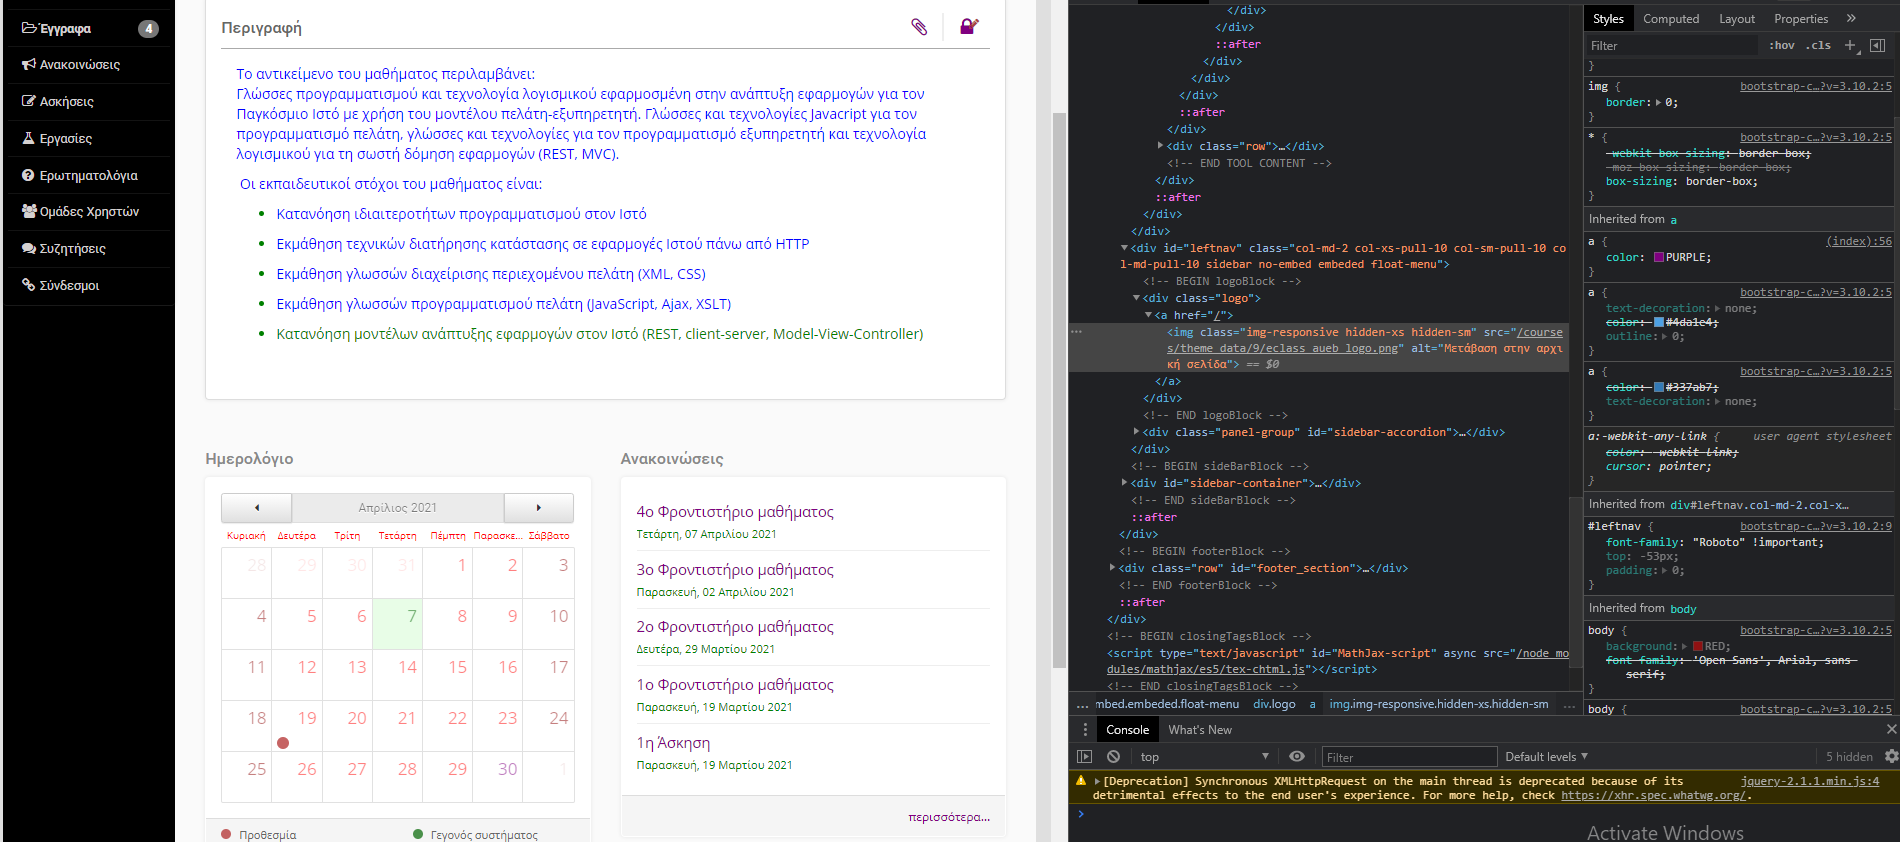 Έγγραφα 4
Ανακοινώσεις
Ασκήσεις
Εργασίες
Ερωτηματολόγια
Ομάδες Χρηστών
Συζητήσεις
Σύνδεσμοι
Περιγραφή
Το αντικείμενο του μαθήματος περιλαμβάνει:
Γλώσσες προγραμματισμού και τεχνολογία λογισμικού εφαρμοσμένη στην ανάπτυξη εφαρμογών για τον
Παγκόσμιο Ιστό με χρήση του μοντέλου πελάτη-εξυπηρετητή. Γλώσσες και τεχνολογίες Javacript για τον
προγραμματισμό πελάτη, γλώσσες και τεχνολογίες για τον προγραμματισμό εξυπηρετητή και τεχνολογία
λογισμικού για τη σωστή δόμηση εφαρμογών (REST, MVC).
Οι εκπαιδευτικοί στόχοι του μαθήματος είναι:
Κατανόηση ιδιαιτεροτήτων προγραμματισμού στον Ιστό
Εκμάθηση τεχνικών διατήρησης κατάστασης σε εφαρμογές Ιστού πάνω από HTTP
Εκμάθηση γλωσσών διαχείρισης περιεχομένου πελάτη (XML, CSS)
Εκμάθηση γλωσσών προγραμματισμού πελάτη (JavaScript, Ajax, XSLT)
Κατανόηση μοντέλων ανάπτυξης εφαρμογών στον Ιστό (REST, client-server, Model-View-Controller)
Ημερολόγιο
Απρίλιος 2021
Κυριακή Δευτέρα Τρίτη Τετάρτη Πέμπτη Παρασκε... Σάββατο
28 29 30 31 1 2 3
4 5 6 7 8 9 10
11 12 13 14 15 16 17
18 19 20 21 22 23 24
25 26 27 28 29 30 1
Προθεσμία Γεγονός συστήματος
Ανακοινώσεις
4ο Φροντιστήριο μαθήματος
Τετάρτη, 07 Απριλίου 2021
3ο Φροντιστήριο μαθήματος
Παρασκευή, 02 Απριλίου 2021
2ο Φροντιστήριο μαθήματος
Δευτέρα, 29 Μαρτίου 2021
1ο Φροντιστήριο μαθήματος
Παρασκευή, 19 Μαρτίου 2021
1η Άσκηση
Παρασκευή, 19 Μαρτίου 2021
περισσότερα...
</div>
</div>
::after
</div>
</div>
</div>
::after
</div>
<div class="row">…</div>
<!-- END TOOL CONTENT -->
</div>
::after
</div>
</div>
<div id="leftnav" class="col-md-2 col-xs-pull-10 col-sm-pull-10 co
l-md-pull-10 sidebar no-embed embeded float-menu">
<!-- BEGIN logoBlock -->
<div class="logo">
<a href="/">
<img class="img-responsive hidden-xs hidden-sm" src="/course
s/theme_data/9/eclass_aueb_logo.png" alt="Μετάβαση στην αρχι
κή σελίδα"> == $0
</a>
</div>
<!-- END logoBlock -->
<div class="panel-group" id="sidebar-accordion">…</div>
</div>
<!-- BEGIN sideBarBlock -->
<div id="sidebar-container">…</div>
<!-- END sideBarBlock -->
::after
</div>
<!-- BEGIN footerBlock -->
<div class="row" id="footer_section">…</div>
<!-- END footerBlock -->
::after
</div>
<!-- BEGIN closingTagsBlock -->
<script type="text/javascript" id="MathJax-script" async src="/node_mo
dules/mathjax/es5/tex-chtml.js"></script>
<!-- END closingTagsBlock -->
... mbed.embeded.float-menu div.logo a img.img-responsive.hidden-xs.hidden-sm ...
Styles Computed Layout Properties »
Filter :hov .cls +
}
img { bootstrap-c…?v=3.10.2:5
border: 0;
}
* { bootstrap-c…?v=3.10.2:5
-webkit-box-sizing: border-box;
-moz-box-sizing: border-box;
box-sizing: border-box;
}
Inherited from a
a { (index):56
color: PURPLE;
}
a { bootstrap-c…?v=3.10.2:5
text-decoration: none;
color: #4da1e4;
outline: 0;
}
a { bootstrap-c…?v=3.10.2:5
color: #337ab7;
text-decoration: none;
}
a:-webkit-any-link { user agent stylesheet
color: -webkit-link;
cursor: pointer;
}
Inherited from div#leftnav.col-md-2.col-x…
#leftnav { bootstrap-c…?v=3.10.2:9
font-family: "Roboto" !important;
top: -53px;
padding: 0;
}
Inherited from body
body { bootstrap-c…?v=3.10.2:5
background: RED;
font-family: 'Open Sans', Arial, sans-
serif;
}
body { bootstrap-c…?v=3.10.2:5
Console What's New
top Filter Default levels 5 hidden
[Deprecation] Synchronous XMLHttpRequest on the main thread is deprecated because of its jquery-2.1.1.min.js:4
detrimental effects to the end user's experience. For more help, check https://xhr.spec.whatwg.org/.
Activate Windows